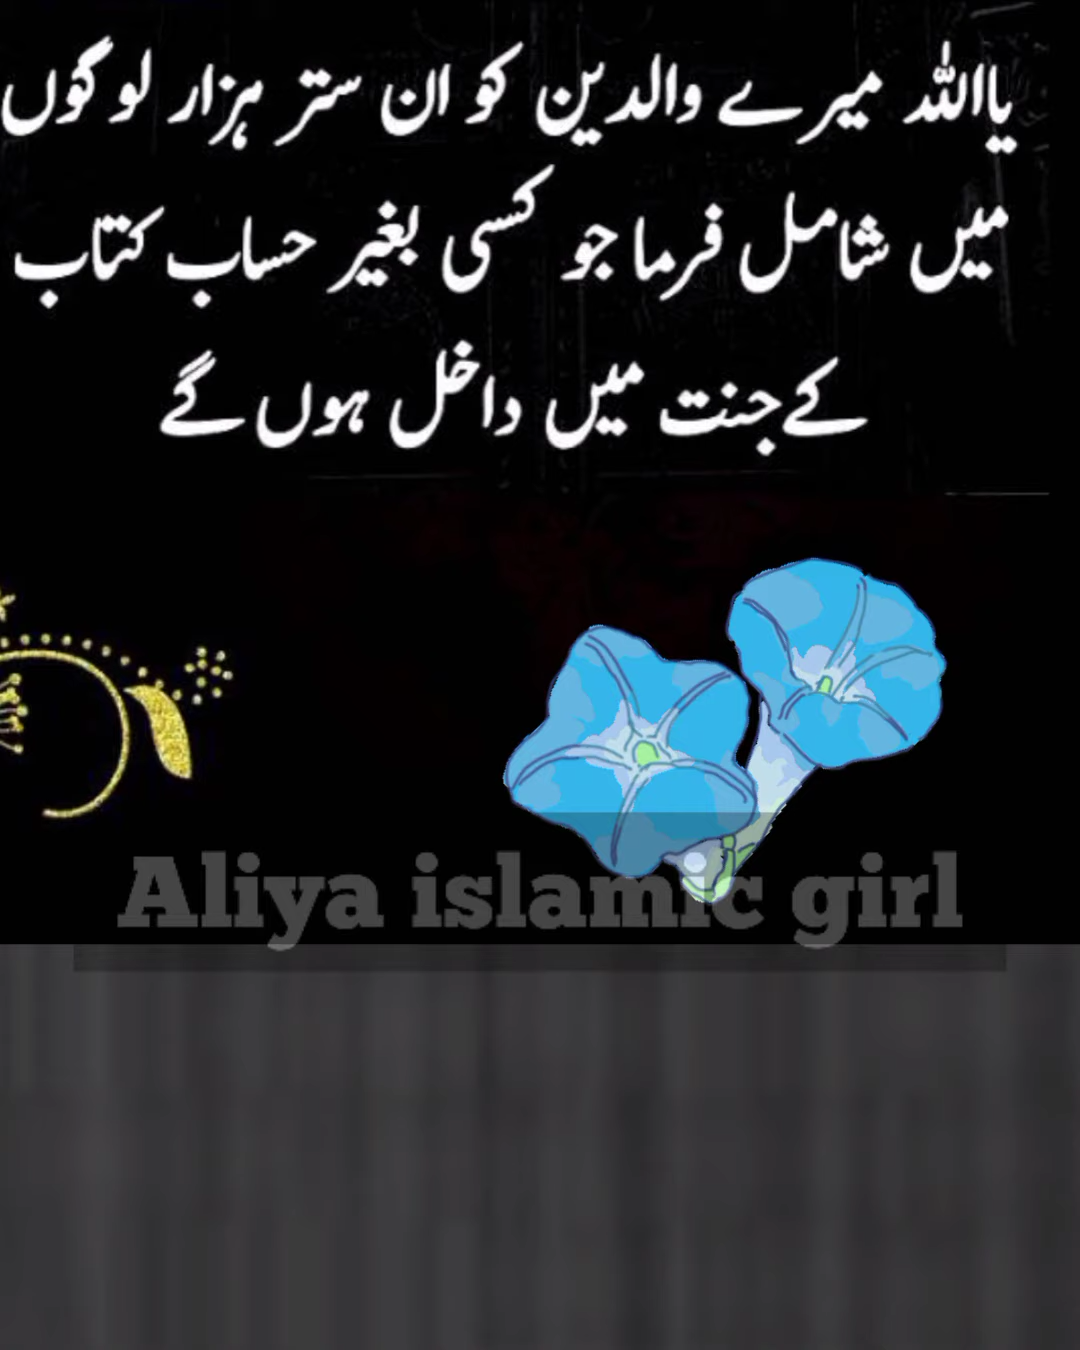 یااللہ میرے والدین کو ان ستر ہزار لوگوں
میں شامل فرما جو کسی بغیر حساب کتاب
کے جنت میں داخل ہوں گے
Aliya islamic girl